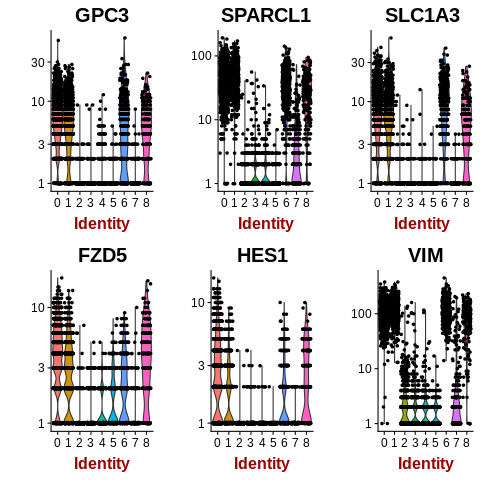 GPC3 SPARCL1 SLC1A3
30 100 30
10 10 10
3 3
1 1 1
0 1 2 3 4 5 6 7 8 0 1 2 3 4 5 6 7 8 0 1 2 3 4 5 6 7 8
Identity Identity Identity
FZD5 HES1 VIM
10 10 100
3 3 10
1 1 1
0 1 2 3 4 5 6 7 8 0 1 2 3 4 5 6 7 8 0 1 2 3 4 5 6 7 8
Identity Identity Identity